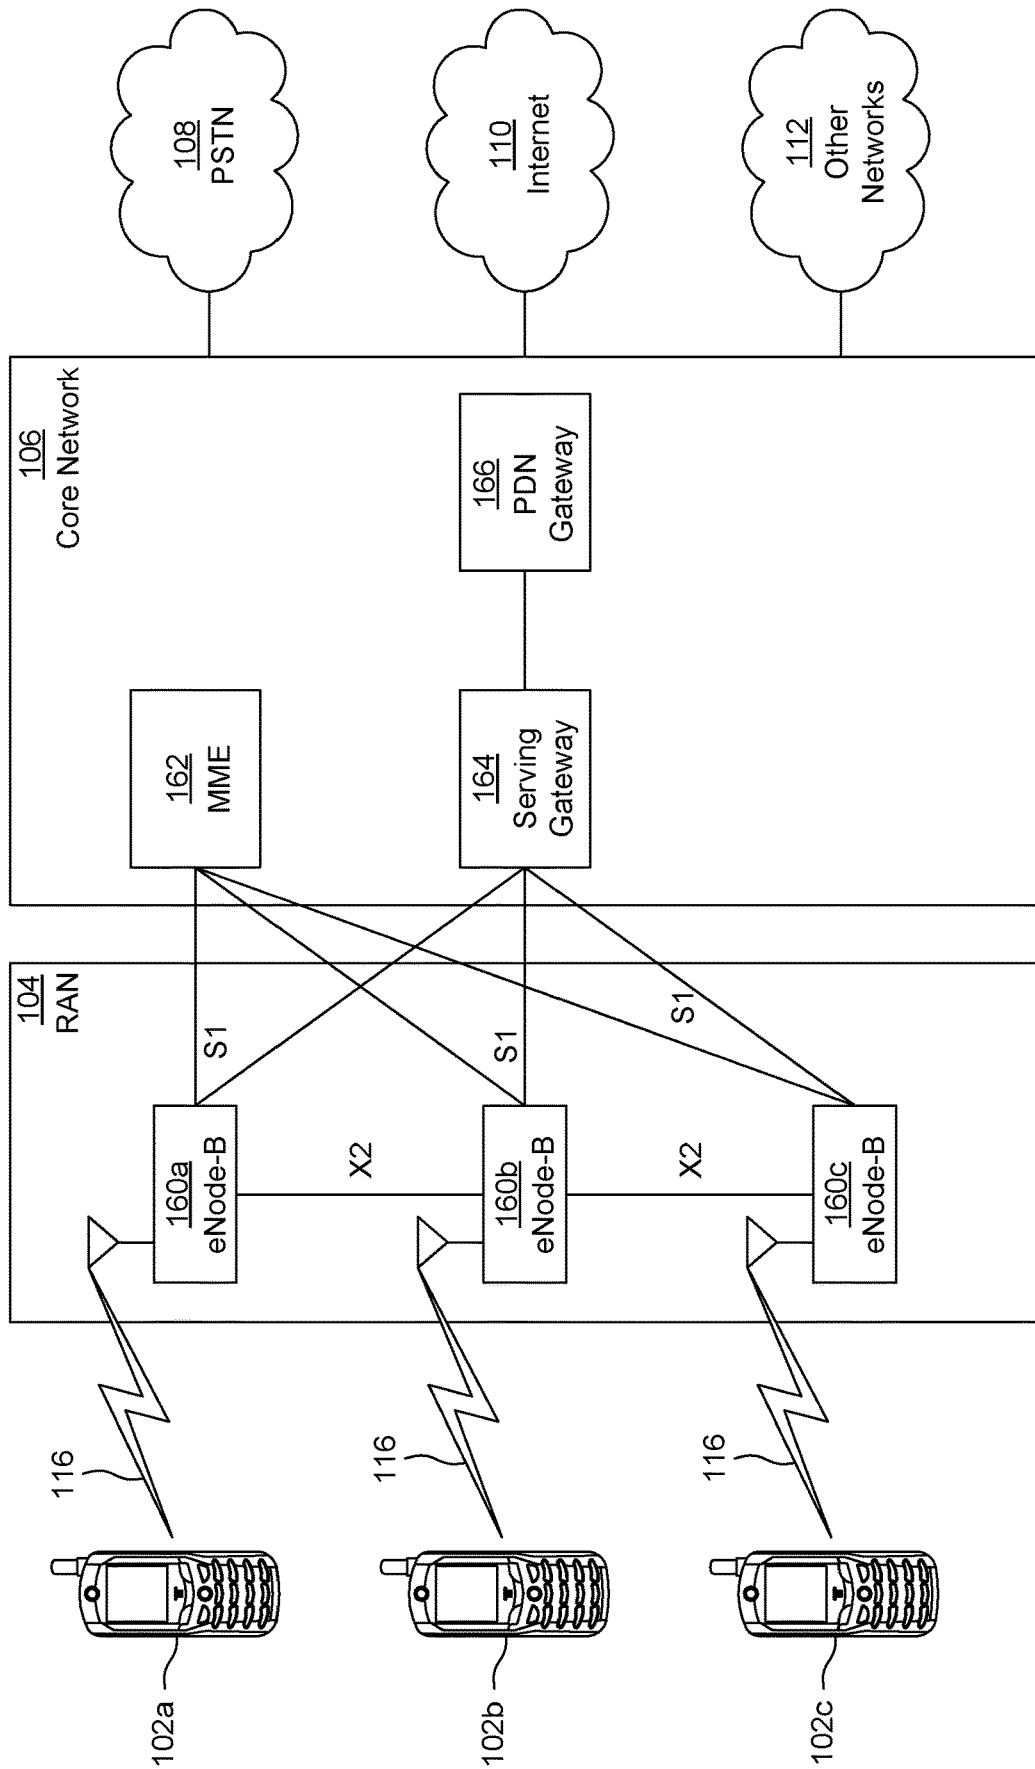 102a
102b
102c
116
116
116
104
RAN
160a
eNode-B
160b
eNode-B
160c
eNode-B
X2
X2
S1
S1
S1
106
Core Network
162
MME
164
Serving
Gateway
166
PDN
Gateway
108
PSTN
110
Internet
112
Other
Networks